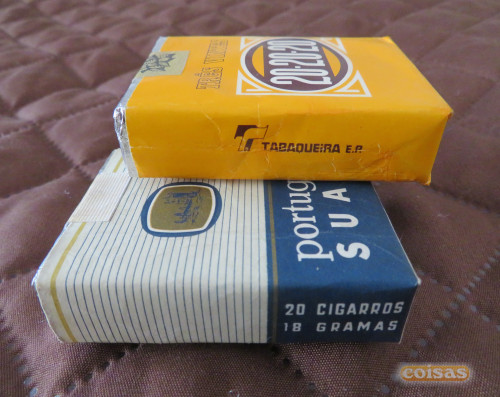 20-20-20
TABAQUEIRA E.P.
portug
SUA
20 CIGARROS
18 GRAMAS
coisas